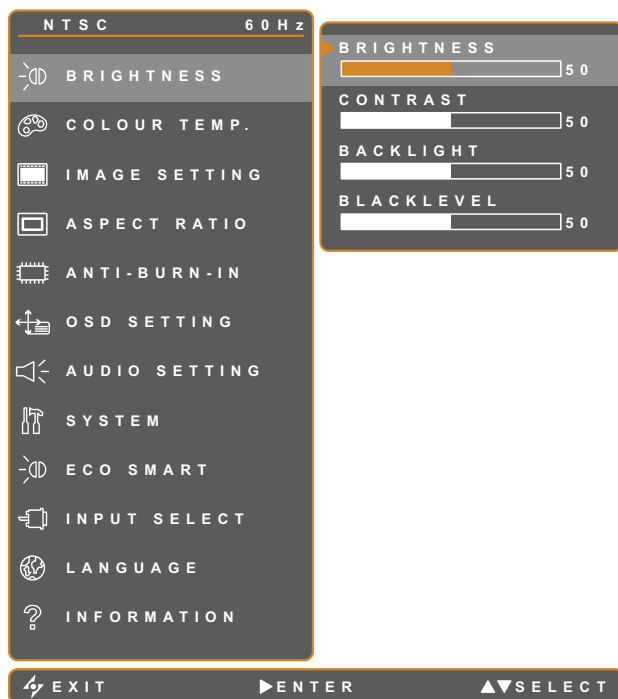 NTSC 60Hz
BRIGHTNESS
COLOUR TEMP.
IMAGE SETTING
ASPECT RATIO
ANTI-BURN-IN
OSD SETTING
AUDIO SETTING
SYSTEM
ECO SMART
INPUT SELECT
LANGUAGE
INFORMATION
BRIGHTNESS
50
CONTRAST
50
BACKLIGHT
50
BLACKLEVEL
50
EXIT ▶ENTER ▲▼SELECT